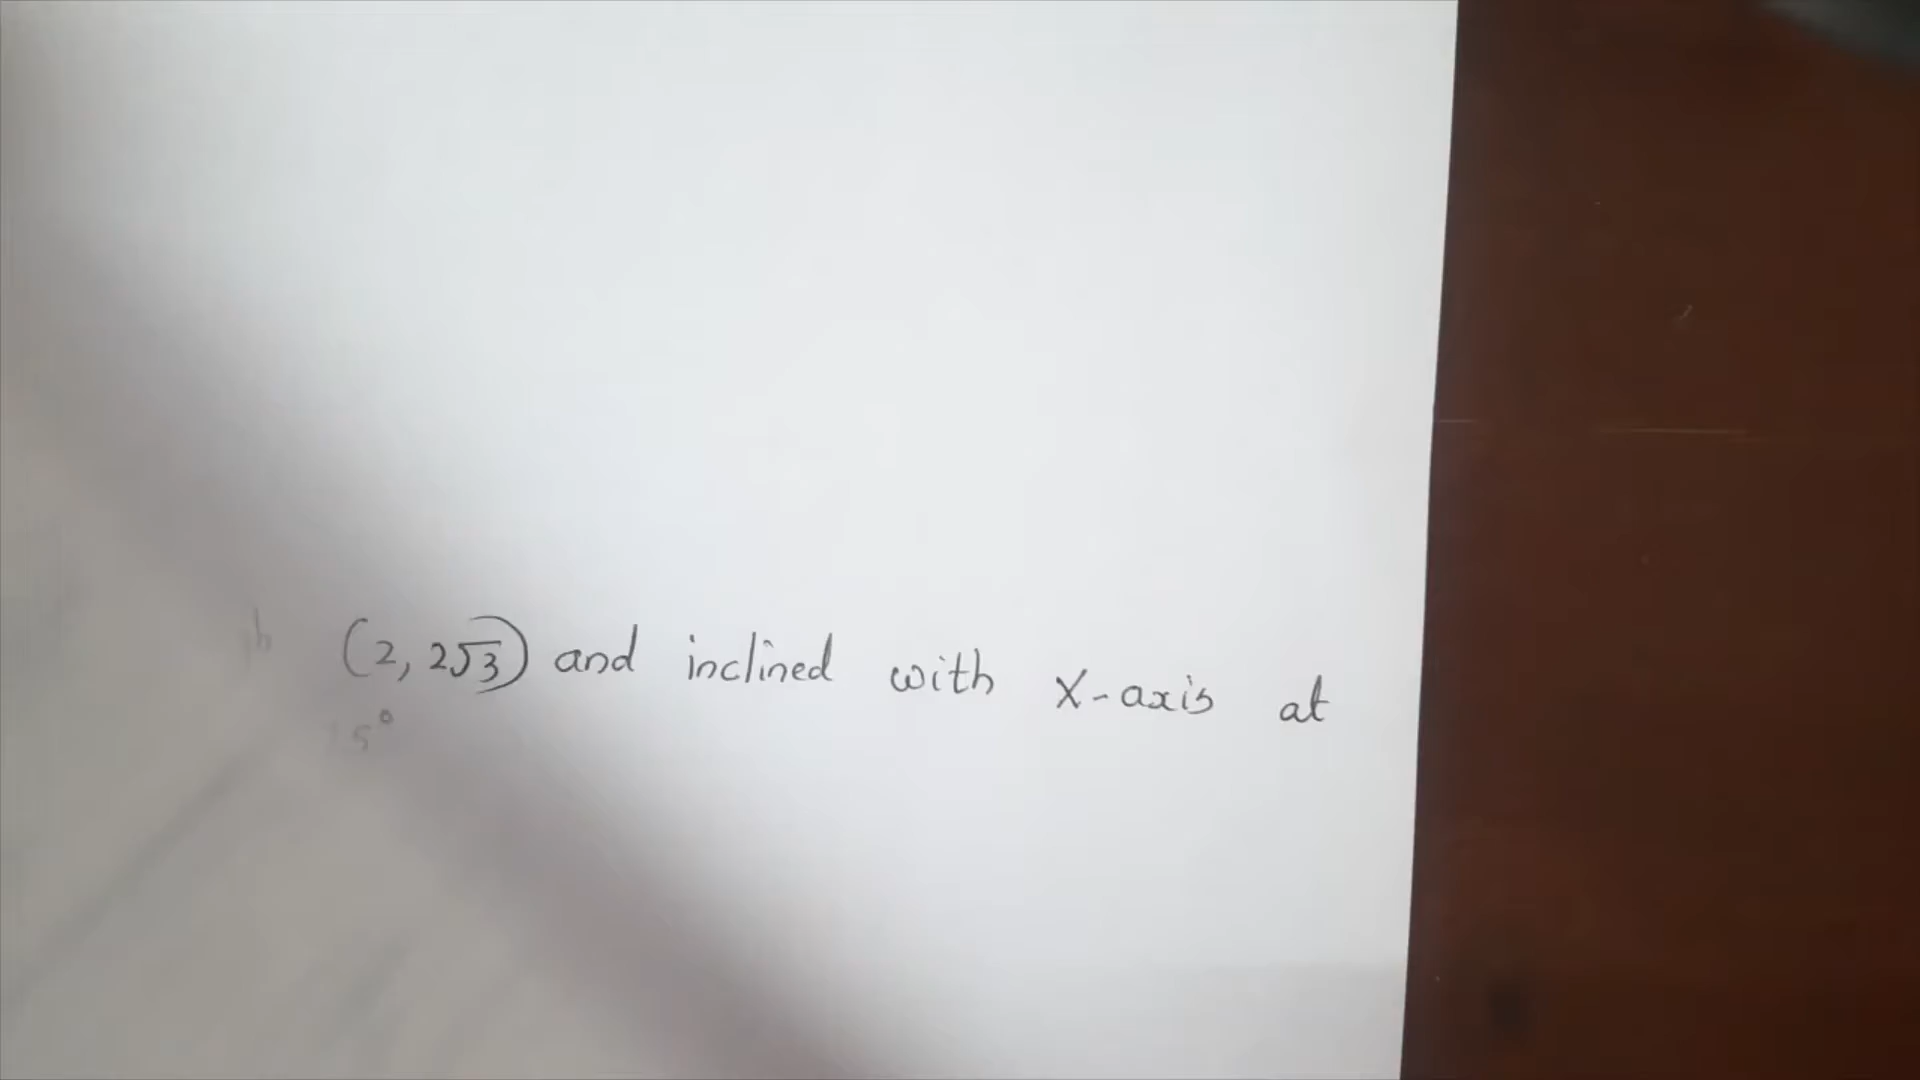 (2, 2√3) and inclined with X-axis at